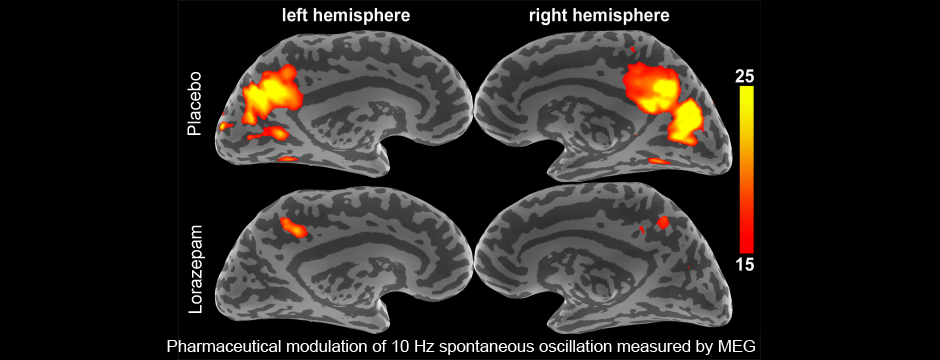 left hemisphere
right hemisphere
Placebo
25
15
Lorazepam
Pharmaceutical modulation of 10 Hz spontaneous oscillation measured by MEG